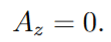 A_z = 0.